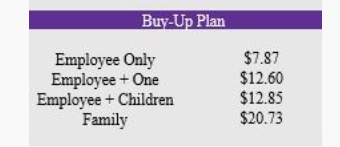 Buy-Up Plan
Employee Only $7.87
Employee + One $12.60
Employee + Children $12.85
Family $20.73